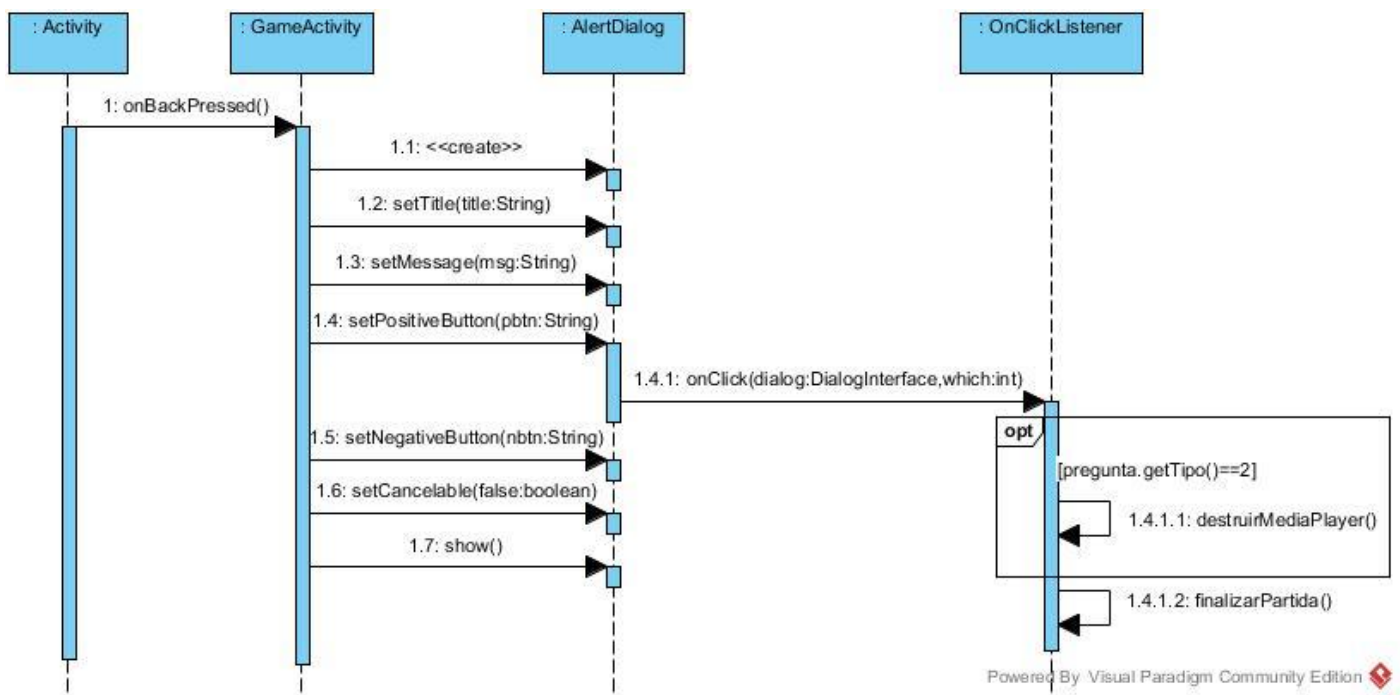 : Activity
: GameActivity
: AlertDialog
: OnClickListener
1: onBackPressed()
1.1: <<create>>
1.2: setTitle(title:String)
1.3: setMessage(msg:String)
1.4: setPositiveButton(pbtn:String)
1.4.1: onClick(dialog:DialogInterface,which:int)
opt
1.5: setNegativeButton(nbtn:String)
[pregunta.getTipo()==2]
1.6: setCancelable(false:boolean)
1.4.1.1: destruirMediaPlayer()
1.7: show()
1.4.1.2: finalizarPartida()
Powered By Visual Paradigm Community Edition